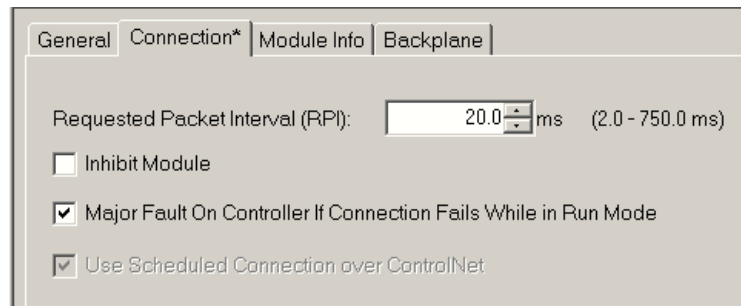 General Connection* Module Info Backplane
Requested Packet Interval (RPI): 20.0 ms (2.0 - 750.0 ms)
Inhibit Module
Major Fault On Controller If Connection Fails While in Run Mode
Use Scheduled Connection over ControlNet